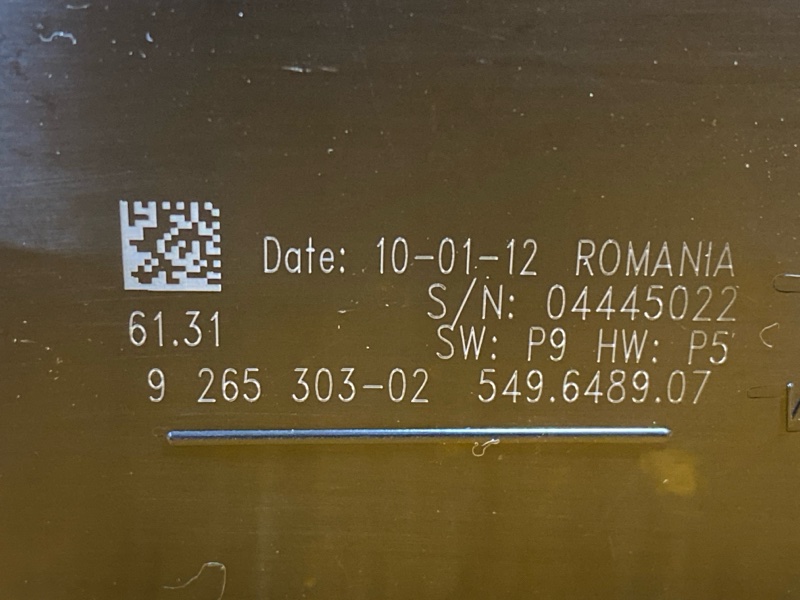 Date: 10-01-12 ROMANIA
S/N: 04445022
61.31
SW: P9 HW: P5
9 265 303-02 549.6489.07